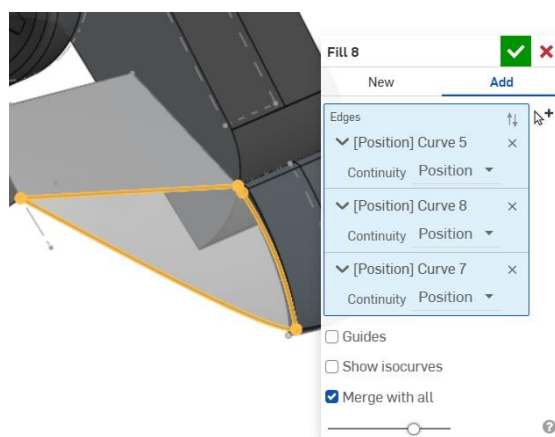 Fill 8
New Add
Edges
[Position] Curve 5
Continuity Position
[Position] Curve 8
Continuity Position
[Position] Curve 7
Continuity Position
Guides
Show isocurves
Merge with all